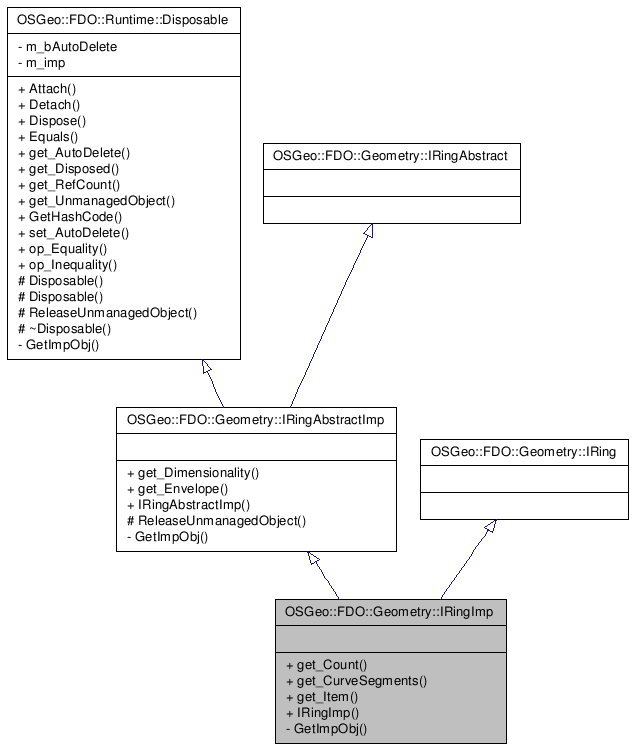 OSGeo::FDO::Runtime::Disposable
- m_bAutoDelete
- m_imp
+ Attach()
+ Detach()
+ Dispose()
+ Equals()
+ get_AutoDelete()
+ get_Disposed()
+ get_RefCount()
+ get_UnmanagedObject()
+ GetHashCode()
+ set_AutoDelete()
+ op_Equality()
+ op_Inequality()
# Disposable()
# Disposable()
# ReleaseUnmanagedObject()
# ~Disposable()
- GetImpObj()
OSGeo::FDO::Geometry::IRingAbstract
OSGeo::FDO::Geometry::IRingAbstractImp
+ get_Dimensionality()
+ get_Envelope()
+ IRingAbstractImp()
# ReleaseUnmanagedObject()
- GetImpObj()
OSGeo::FDO::Geometry::IRing
OSGeo::FDO::Geometry::IRingImp
+ get_Count()
+ get_CurveSegments()
+ get_Item()
+ IRingImp()
- GetImpObj()